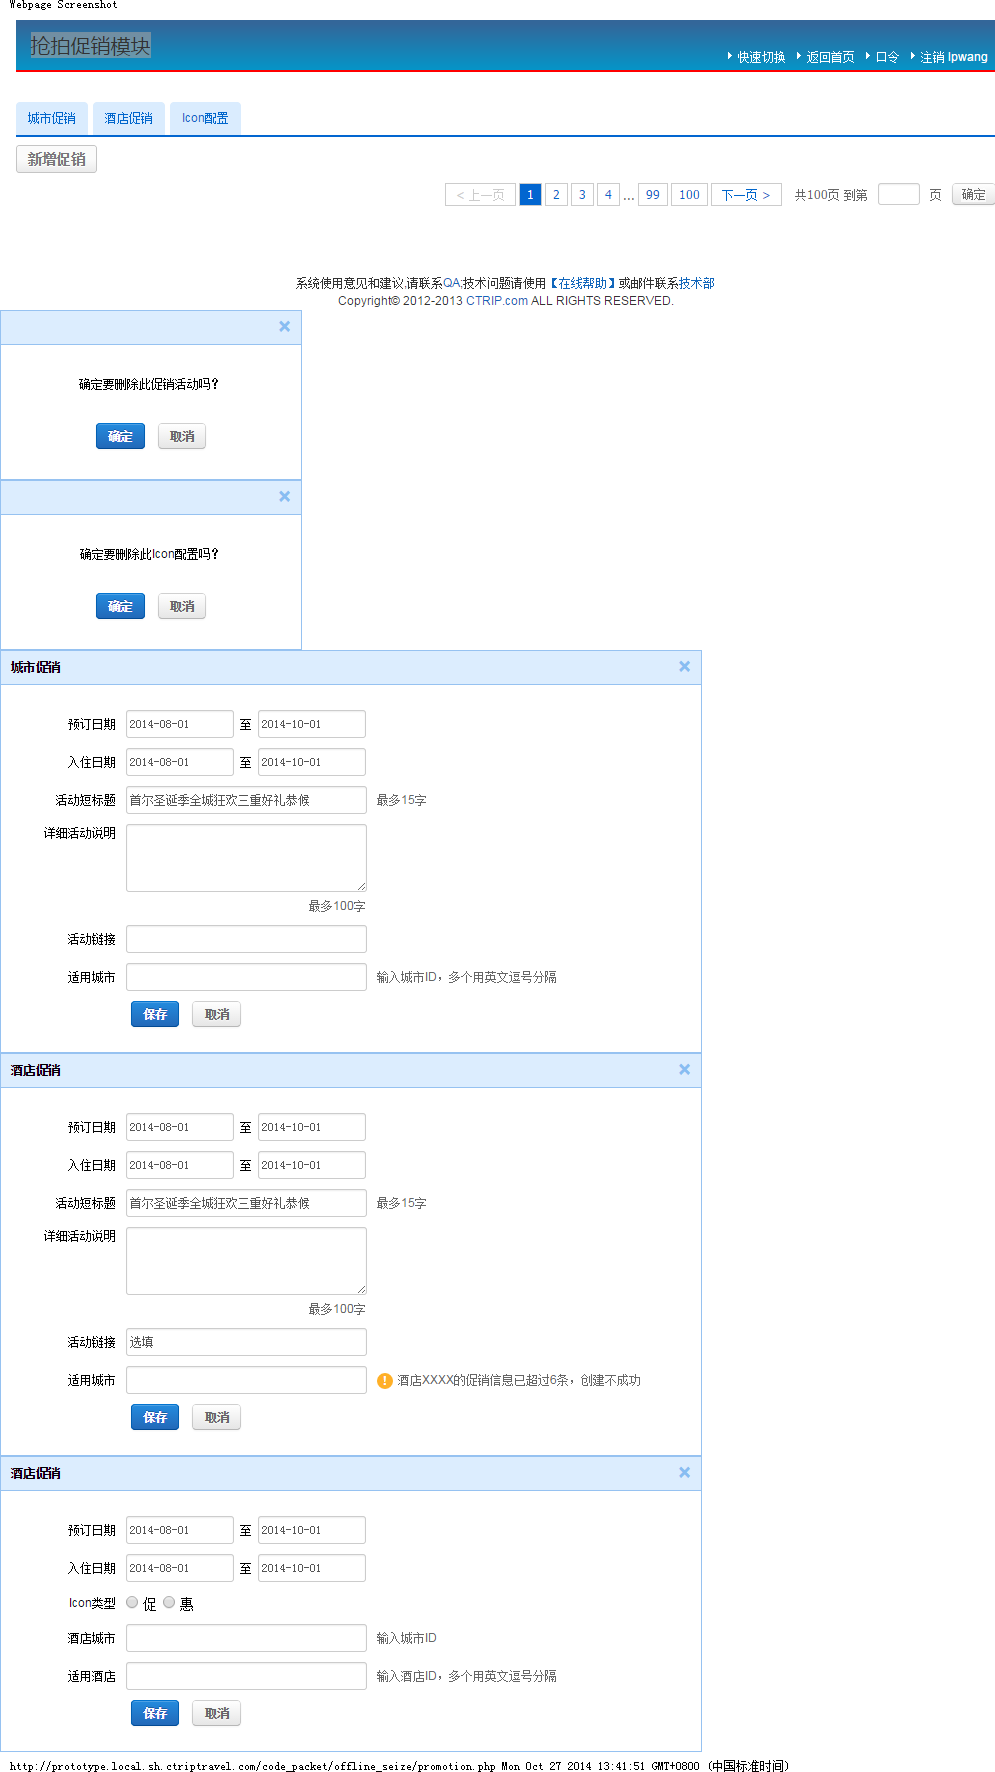 Webpage Screenshot
抢拍促销模块
快速切换 返回首页 口令 注销 lpwang
城市促销 酒店促销 Icon配置
新增促销
< 上一页 1 2 3 4 ... 99 100 下一页 > 共100页 到第 页 确定
系统使用意见和建议,请联系QA;技术问题请使用【在线帮助】或邮件联系技术部
Copyright© 2012-2013 CTRIP.com ALL RIGHTS RESERVED.
确定要删除此促销活动吗?
确定 取消
确定要删除此Icon配置吗?
确定 取消
城市促销
预订日期 2014-08-01 至 2014-10-01
入住日期 2014-08-01 至 2014-10-01
活动短标题 首尔圣诞季全城狂欢三重好礼恭候 最多15字
详细活动说明
最多100字
活动链接
适用城市 输入城市ID，多个用英文逗号分隔
保存 取消
酒店促销
预订日期 2014-08-01 至 2014-10-01
入住日期 2014-08-01 至 2014-10-01
活动短标题 首尔圣诞季全城狂欢三重好礼恭候 最多15字
详细活动说明
最多100字
活动链接 选填
适用城市 酒店XXXX的促销信息已超过6条，创建不成功
保存 取消
酒店促销
预订日期 2014-08-01 至 2014-10-01
入住日期 2014-08-01 至 2014-10-01
Icon类型 促 惠
酒店城市 输入城市ID
适用酒店 输入酒店ID，多个用英文逗号分隔
保存 取消
http://prototype.local.sh.ctriptravel.com/code_packet/offline_seize/promotion.php Mon Oct 27 2014 13:41:51 GMT+0800 (中国标准时间)